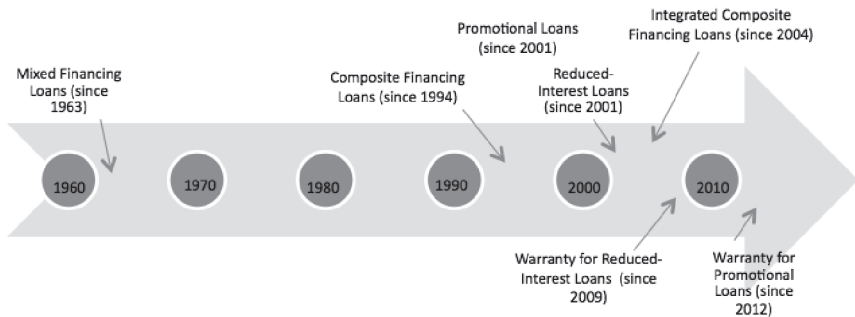 Mixed Financing
Loans (since
1963)
Composite Financing
Loans (since 1994)
Promotional Loans
(since 2001)
Reduced-
Interest Loans
(since 2001)
Integrated Composite
Financing Loans (since 2004)
1960
1970
1980
1990
2000
2010
Warranty for Reduced-
Interest Loans (since
2009)
Warranty for
Promotional
Loans (since
2012)